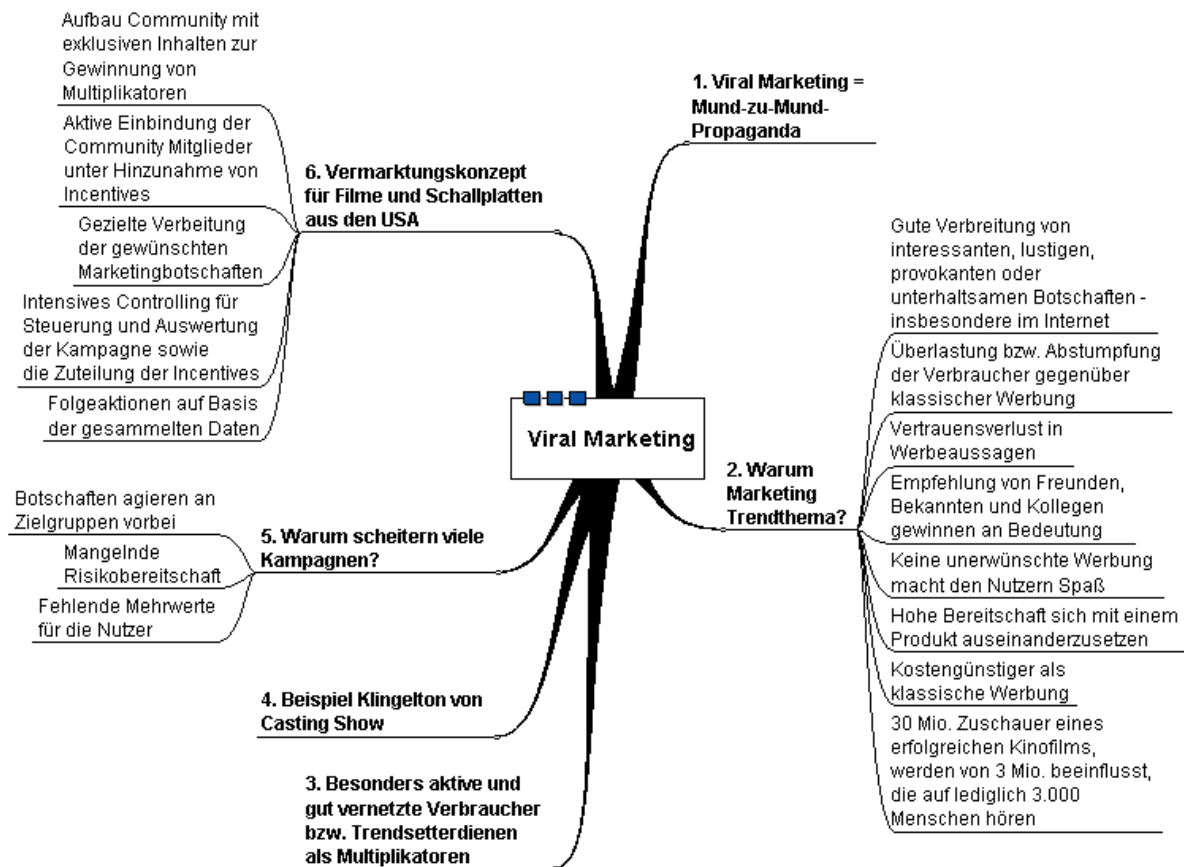 Viral Marketing
1. Viral Marketing =
Mund-zu-Mund-
Propaganda
2. Warum
Marketing
Trendthema?
Gute Verbreitung von
interessanten, lustigen,
provokanten oder
unterhaltsamen Botschaften -
insbesondere im Internet
Überlastung bzw. Abstumpfung
der Verbraucher gegenüber
klassischer Werbung
Vertrauensverlust in
Werbeaussagen
Empfehlung von Freunden,
Bekannten und Kollegen
gewinnen an Bedeutung
Keine unerwünschte Werbung
macht den Nutzern Spaß
Hohe Bereitschaft sich mit einem
Produkt auseinanderzusetzen
Kostengünstiger als
klassische Werbung
30 Mio. Zuschauer eines
erfolgreichen Kinofilms,
werden von 3 Mio. beeinflusst,
die auf lediglich 3.000
Menschen hören
3. Besonders aktive und
gut vernetzte Verbraucher
bzw. Trendsetterdienen
als Multiplikatoren
4. Beispiel Klingelton von
Casting Show
5. Warum scheitern viele
Kampagnen?
Botschaften agieren an
Zielgruppen vorbei
Mangelnde
Risikobereitschaft
Fehlende Mehrwerte
für die Nutzer
6. Vermarktungskonzept
für Filme und Schallplatten
aus den USA
Aufbau Community mit
exklusiven Inhalten zur
Gewinnung von
Multiplikatoren
Aktive Einbindung der
Community Mitglieder
unter Hinzunahme von
Incentives
Gezielte Verbeitung
der gewünschten
Marketingbotschaften
Intensives Controlling für
Steuerung und Auswertung
der Kampagne sowie
die Zuteilung der Incentives
Folgeaktionen auf Basis
der gesammelten Daten